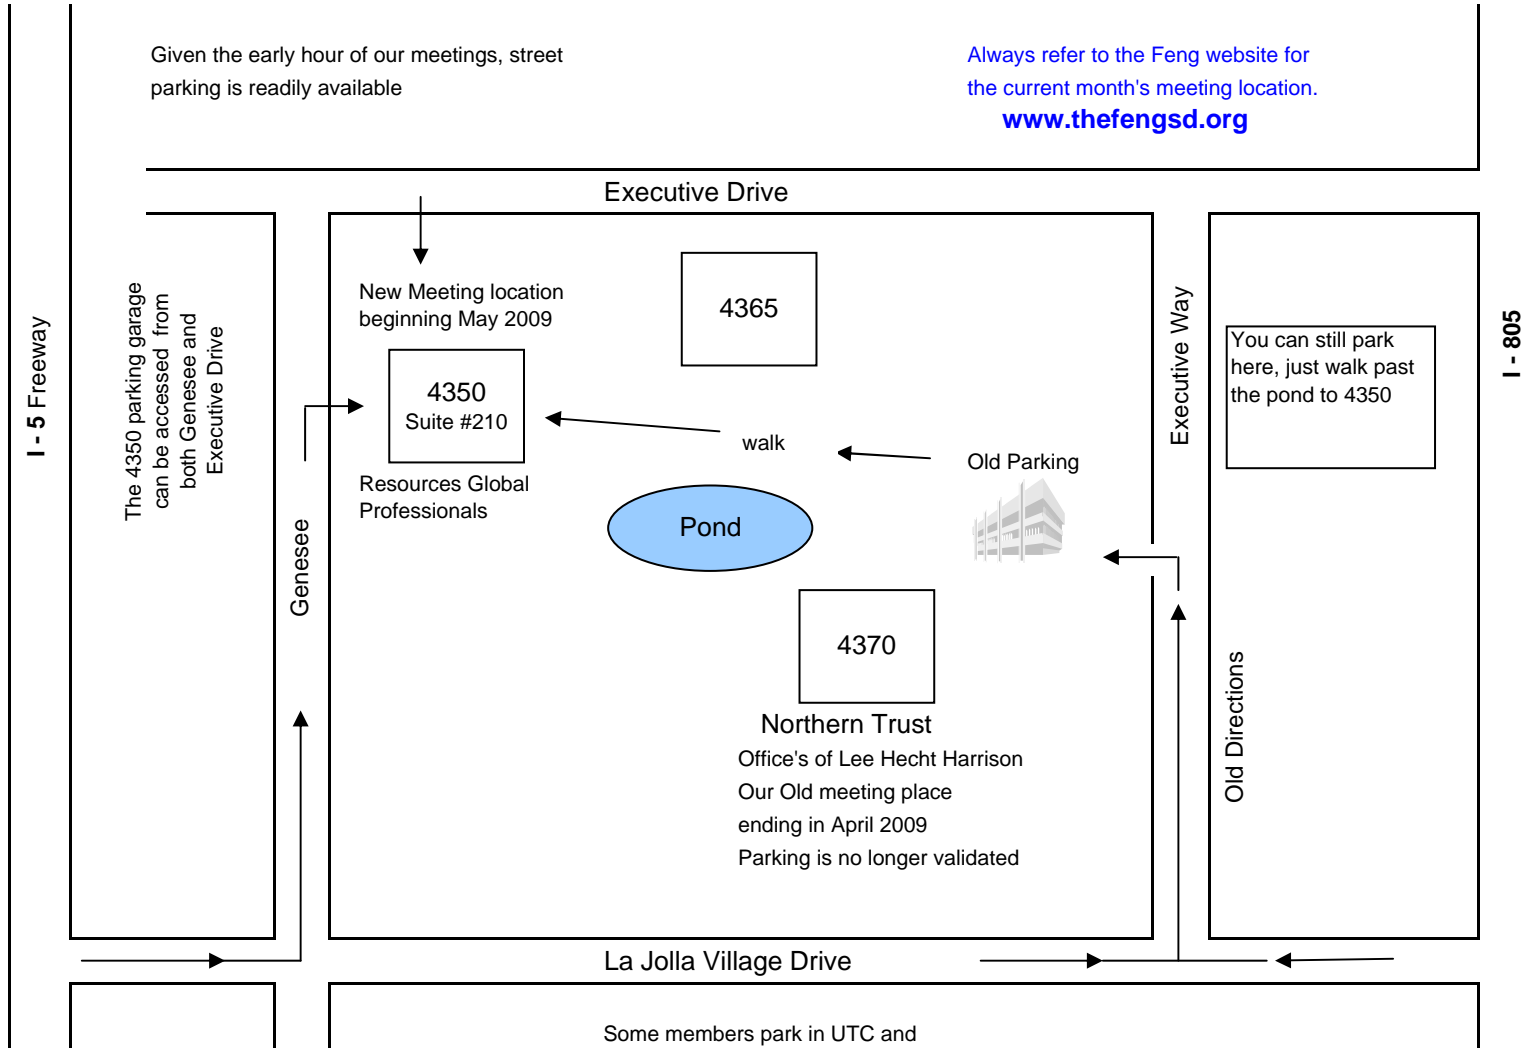 Given the early hour of our meetings, street
parking is readily available
Always refer to the Feng website for
the current month's meeting location.
www.thefengsd.org
Executive Drive
I - 5 Freeway
The 4350 parking garage
can be accessed from
both Genesee and
Executive Drive
Genesee
New Meeting location
beginning May 2009
4350
Suite #210
Resources Global
Professionals
4365
walk
Pond
Old Parking
4370
Northern Trust
Office's of Lee Hecht Harrison
Our Old meeting place
ending in April 2009
Parking is no longer validated
Executive Way
You can still park
here, just walk past
the pond to 4350
Old Directions
I - 805
La Jolla Village Drive
Some members park in UTC and